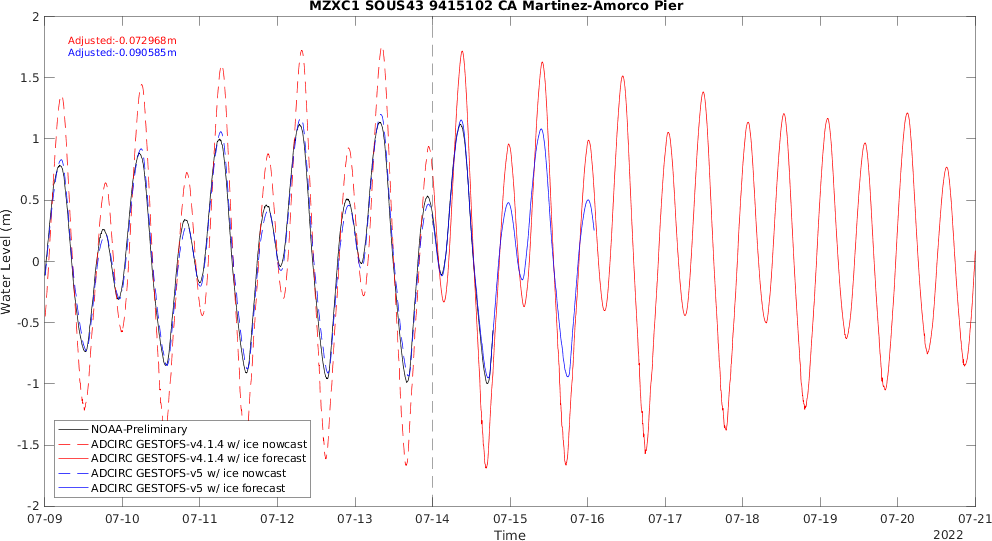 MZXC1 SOUS43 9415102 CA Martinez-Amorco Pier
2
1.5
1
0.5
0
-0.5
-1
-1.5
-2
Water Level (m)
Adjusted:-0.072968m
Adjusted:-0.090585m
NOAA-Preliminary
ADCIRC GESTOFS-v4.1.4 w/ ice nowcast
ADCIRC GESTOFS-v4.1.4 w/ ice forecast
ADCIRC GESTOFS-v5 w/ ice nowcast
ADCIRC GESTOFS-v5 w/ ice forecast
07-09 07-10 07-11 07-12 07-13 07-14 07-15 07-16 07-17 07-18 07-19 07-20 07-21
Time
2022